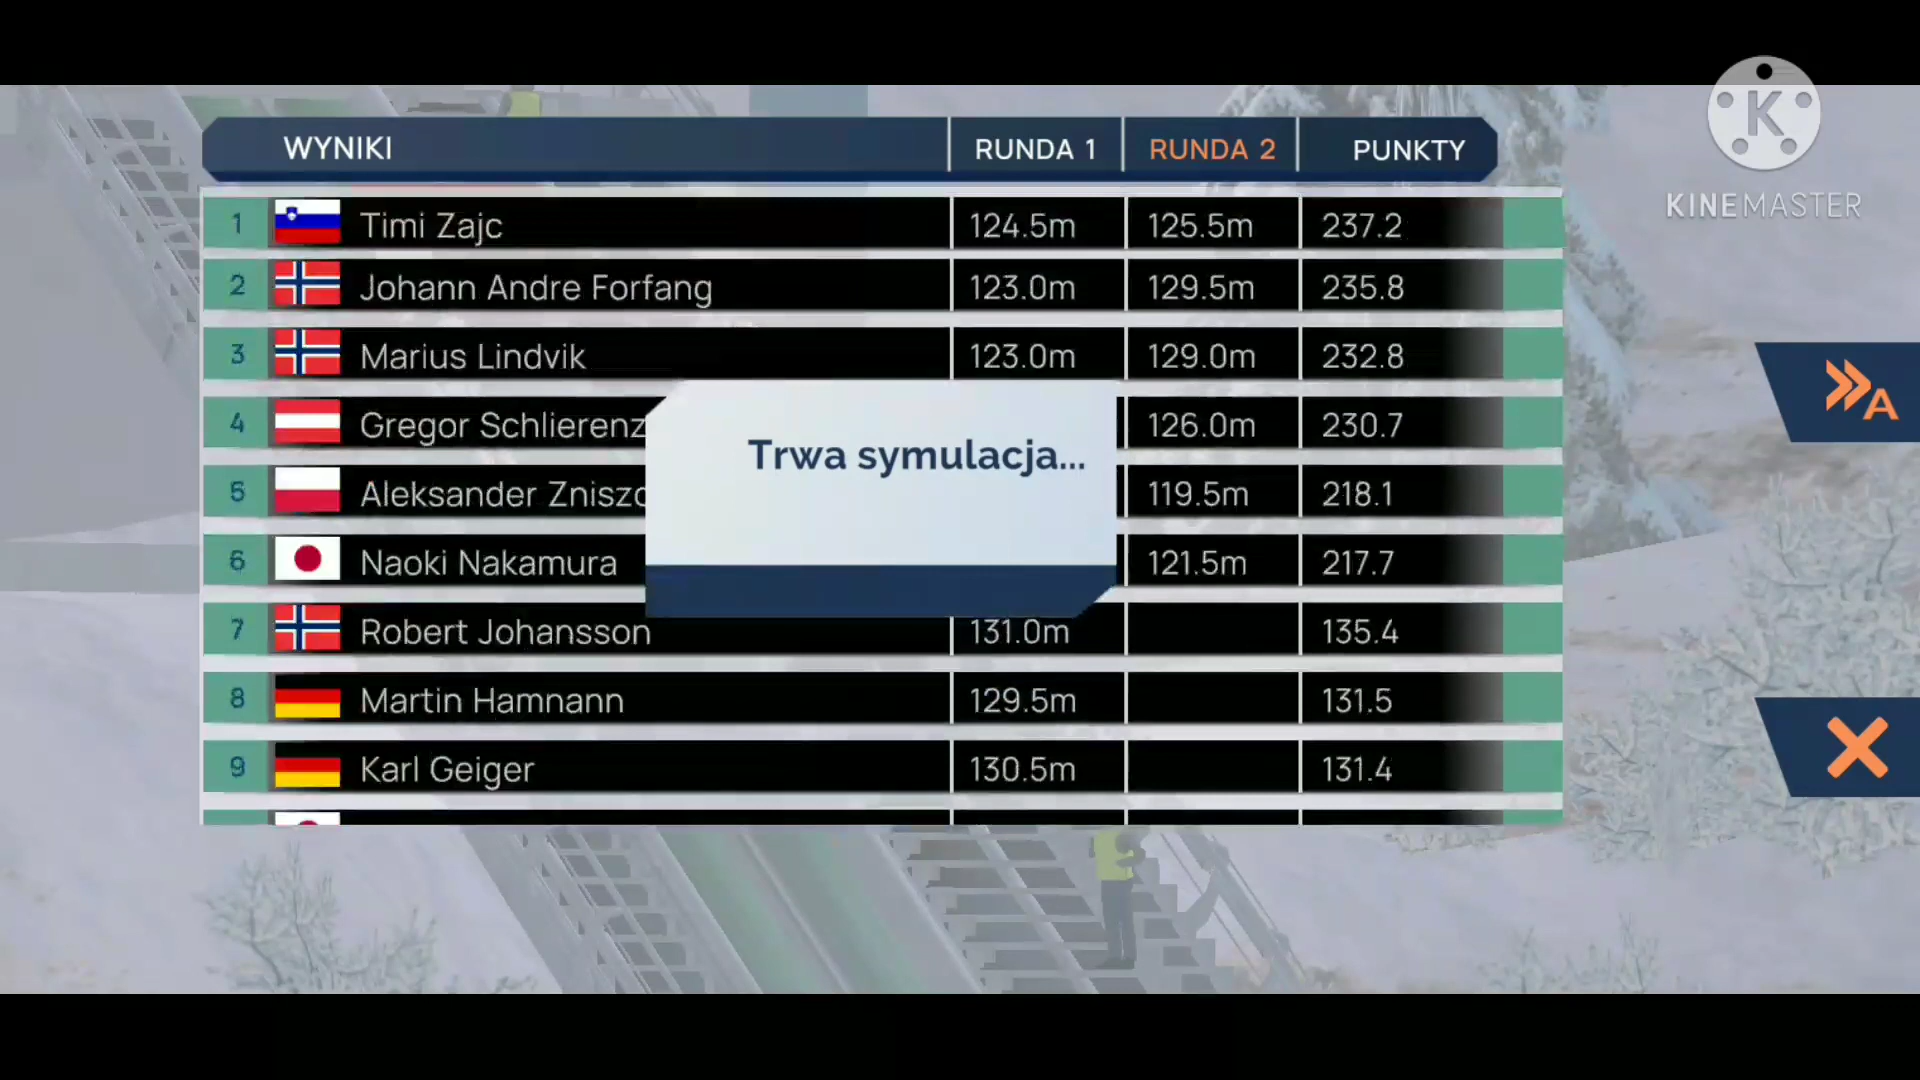 WYNIKI RUNDA 1 RUNDA 2 PUNKTY
1 Timi Zajc 124.5m 125.5m 237.2
2 Johann Andre Forfang 123.0m 129.5m 235.8
3 Marius Lindvik 123.0m 129.0m 232.8
4 Gregor Schlierenz 126.0m 230.7
5 Aleksander Zniszc 119.5m 218.1
6 Naoki Nakamura 121.5m 217.7
7 Robert Johansson 131.0m 135.4
8 Martin Hamnann 129.5m 131.5
9 Karl Geiger 130.5m 131.4
Trwa symulacja...
A
K
KINEMASTER